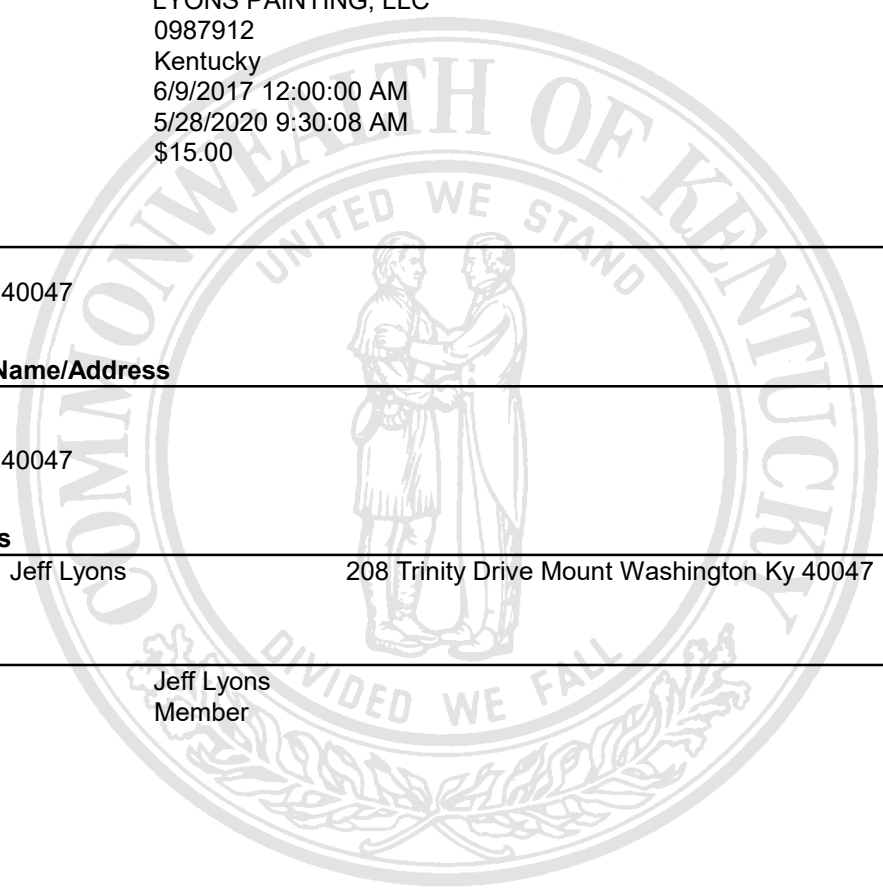 LYONS PAINTING, LLC
0987912
Kentucky
6/9/2017 12:00:00 AM
5/28/2020 9:30:08 AM
$15.00
40047
Name/Address
40047
s
Jeff Lyons 208 Trinity Drive Mount Washington Ky 40047
Jeff Lyons
Member
COMMONWEALTH OF KENTUCKY
UNITED WE STAND
DIVIDED WE FALL